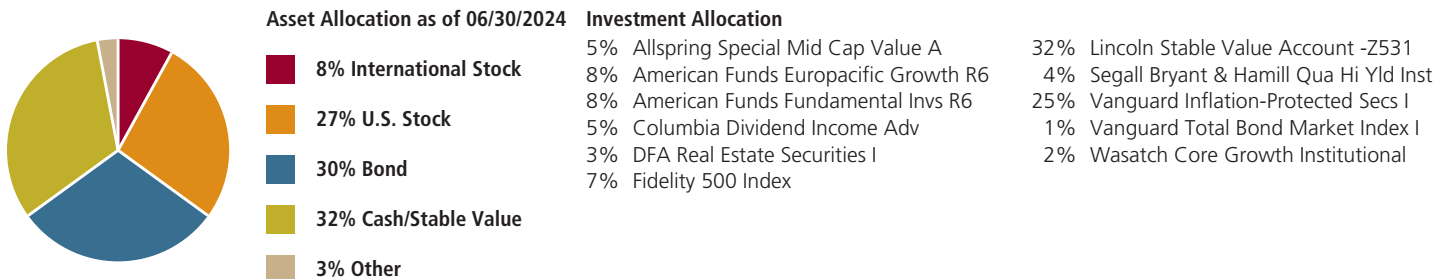 Asset Allocation as of 06/30/2024
8% International Stock
27% U.S. Stock
30% Bond
32% Cash/Stable Value
3% Other
Investment Allocation
5% Allspring Special Mid Cap Value A
8% American Funds Europacific Growth R6
8% American Funds Fundamental Invs R6
5% Columbia Dividend Income Adv
3% DFA Real Estate Securities I
7% Fidelity 500 Index
32% Lincoln Stable Value Account -Z531
4% Segall Bryant & Hamill Qua Hi Yld Inst
25% Vanguard Inflation-Protected Secs I
1% Vanguard Total Bond Market Index I
2% Wasatch Core Growth Institutional